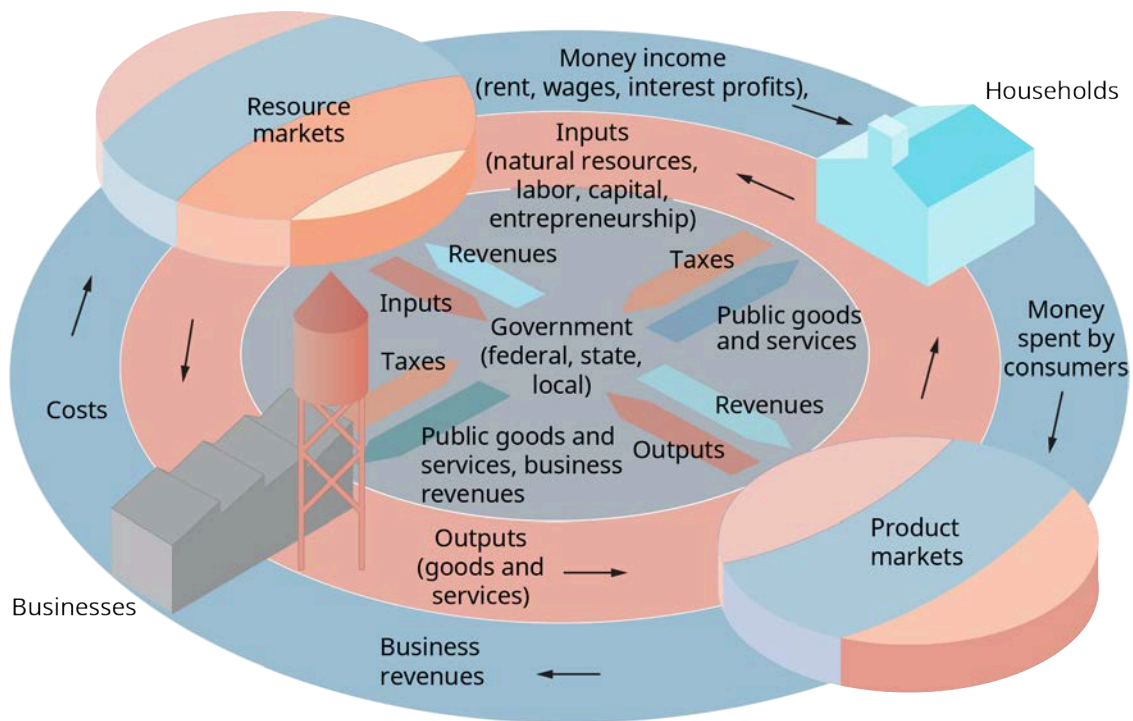 Resource
markets
Money income
(rent, wages, interest profits),
Households
Inputs
(natural resources,
labor, capital,
entrepreneurship)
Revenues
Taxes
Inputs
Public goods
and services
Government
(federal, state,
local)
Money
spent by
consumers
Taxes
Costs
Revenues
Public goods and
services, business
revenues
Outputs
Product
markets
Outputs
(goods and
services)
Businesses
Business
revenues